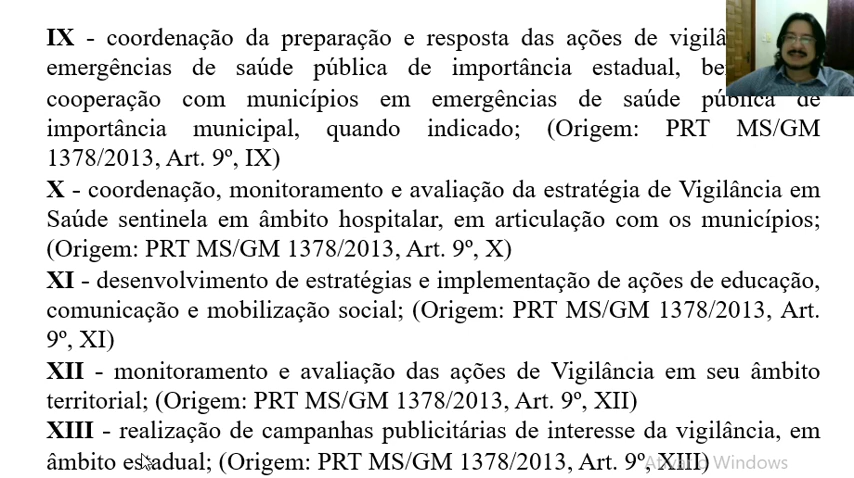 IX - coordenação da preparação e resposta das ações de
emergências de saúde pública de importância estadual,
cooperação com municípios em emergências de saúde pública de
importância municipal, quando indicado; (Origem: PRT MS/GM
1378/2013, Art. 9º, IX)
X - coordenação, monitoramento e avaliação da estratégia de Vigilância em
Saúde sentinela em âmbito hospitalar, em articulação com os municípios;
(Origem: PRT MS/GM 1378/2013, Art. 9º, X)
XI - desenvolvimento de estratégias e implementação de ações de educação,
comunicação e mobilização social; (Origem: PRT MS/GM 1378/2013, Art.
9º, XI)
XII - monitoramento e avaliação das ações de Vigilância em seu âmbito
territorial; (Origem: PRT MS/GM 1378/2013, Art. 9º, XII)
XIII - realização de campanhas publicitárias de interesse da vigilância, em
âmbito estadual; (Origem: PRT MS/GM 1378/2013, Art. 9º, XIII)
Ativar o Windows